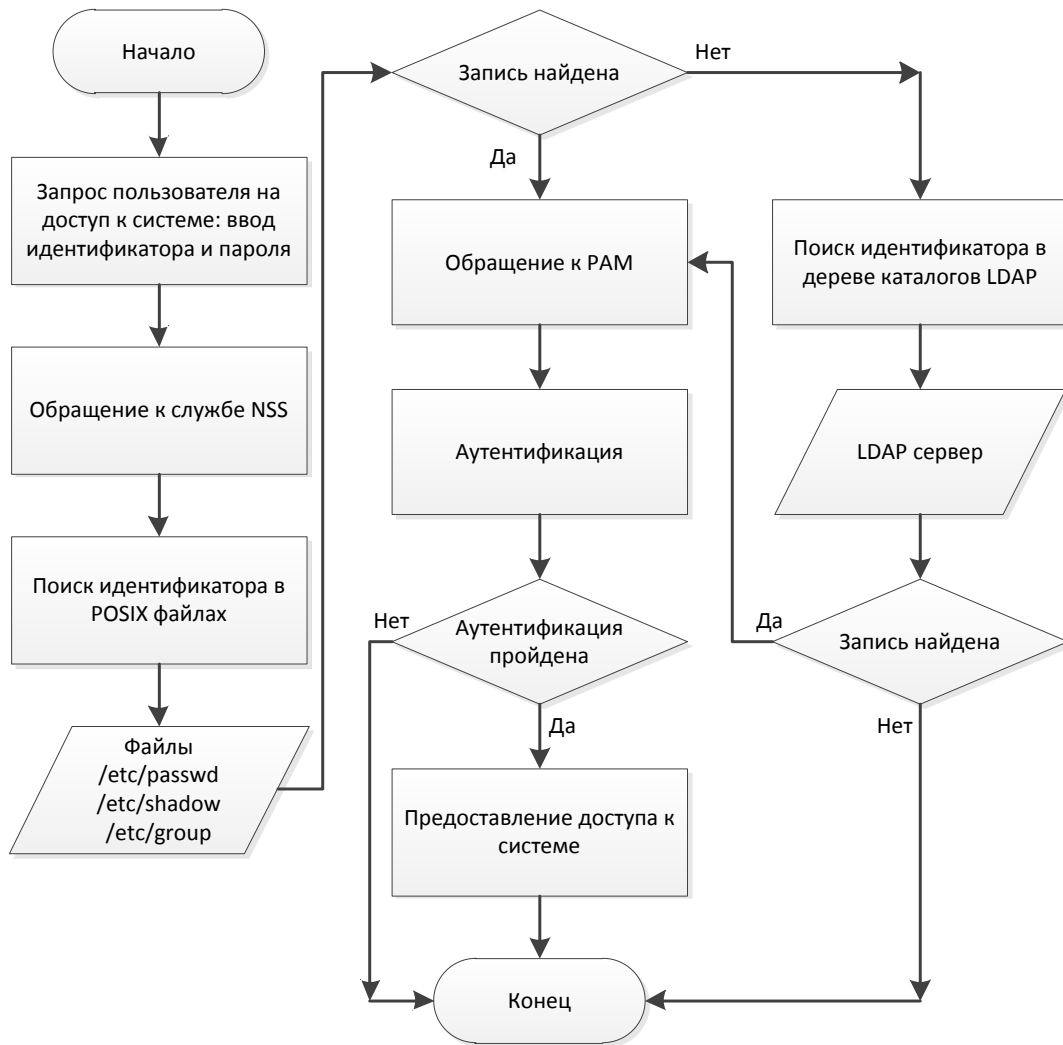 Начало
Запрос пользователя на
доступ к системе: ввод
идентификатора и пароля
Обращение к службе NSS
Поиск идентификатора в
POSIX файлах
Файлы
/etc/passwd
/etc/shadow
/etc/group
Запись найдена
Нет
Да
Обращение к PAM
Аутентификация
Нет
Аутентификация
пройдена
Да
Предоставление доступа к
системе
Конец
Поиск идентификатора в
дереве каталогов LDAP
LDAP сервер
Да
Запись найдена
Нет